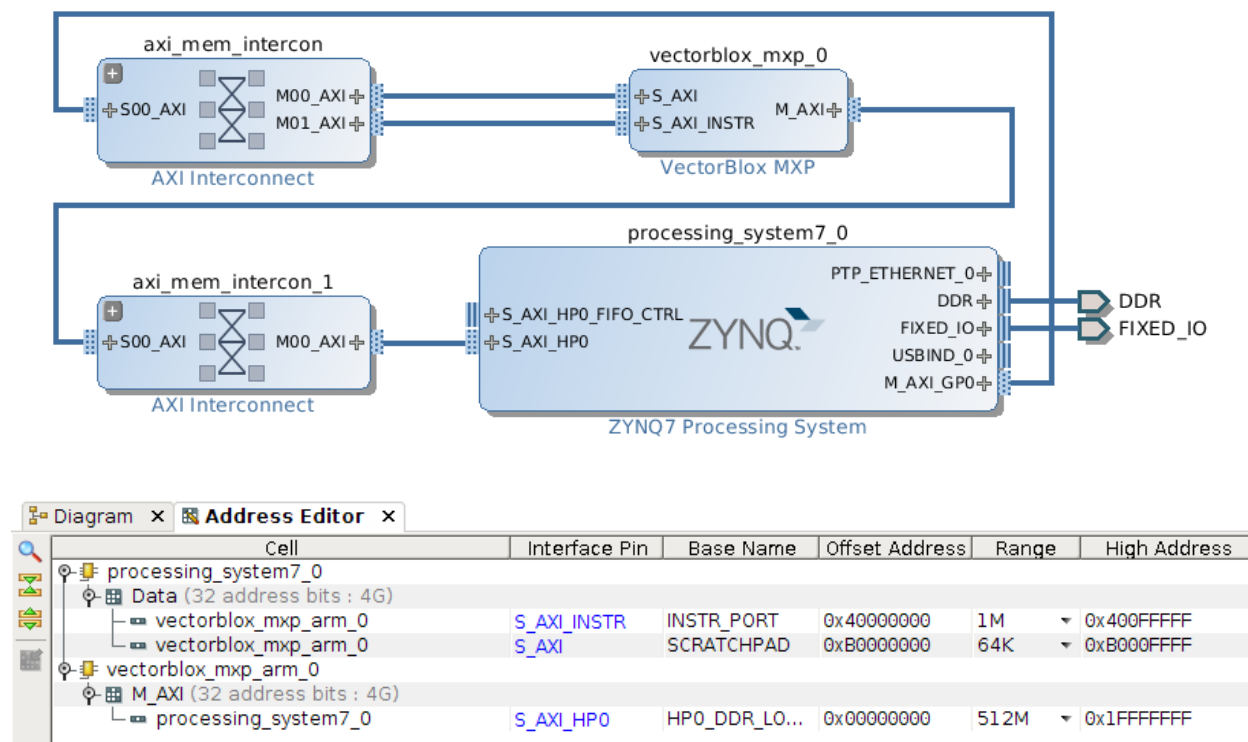 axi_mem_intercon
S00_AXI
M00_AXI
M01_AXI
AXI Interconnect
vectorblox_mxp_0
S_AXI
S_AXI_INSTR
M_AXI
VectorBlox MXP
axi_mem_intercon_1
S00_AXI
M00_AXI
AXI Interconnect
processing_system7_0
S_AXI_HP0_FIFO_CTRL
S_AXI_HP0
ZYNQ
PTP_ETHERNET_0
DDR
FIXED_IO
USBIND_0
M_AXI_GP0
ZYNQ7 Processing System
DDR
FIXED_IO
Diagram × Address Editor ×
Cell Interface Pin Base Name Offset Address Range High Address
processing_system7_0
Data (32 address bits : 4G)
vectorblox_mxp_arm_0 S_AXI_INSTR INSTR_PORT 0x40000000 1M 0x400FFFFF
vectorblox_mxp_arm_0 S_AXI SCRATCHPAD 0xB0000000 64K 0xB000FFFF
vectorblox_mxp_arm_0
M_AXI (32 address bits : 4G)
processing_system7_0 S_AXI_HP0 HP0_DDR_LO... 0x00000000 512M 0x1FFFFFFF